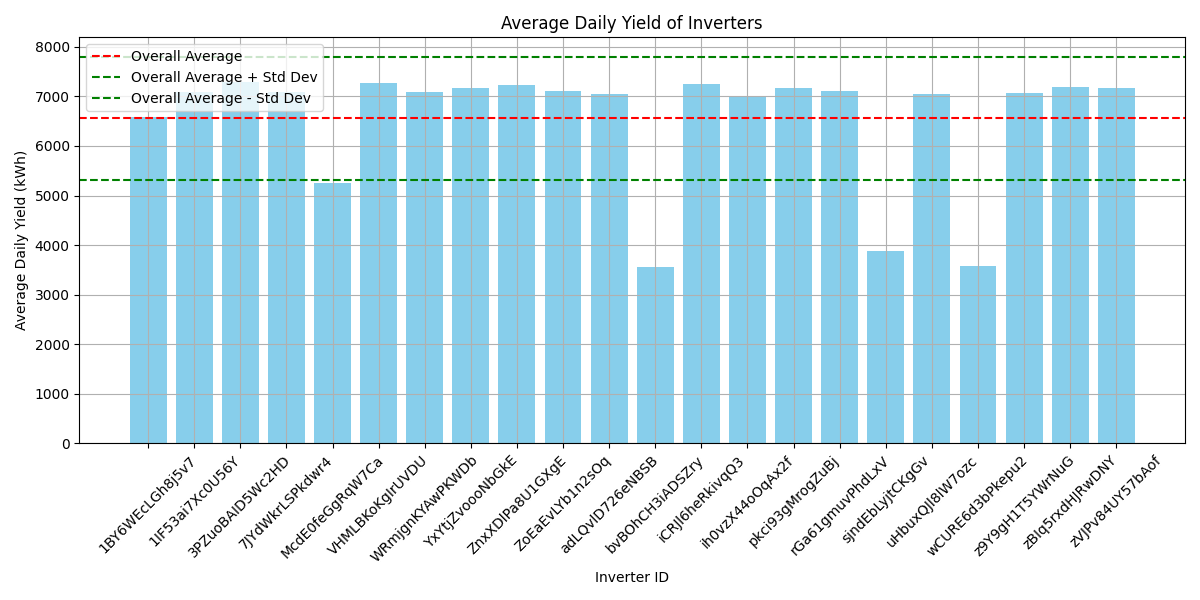 Average Daily Yield of Inverters
Overall Average
Overall Average + Std Dev
Overall Average - Std Dev
Average Daily Yield (kWh)
8000
7000
6000
5000
4000
3000
2000
1000
0
1BY6WEcLGh8j5v7
1IF53ai7Xc0U56Y
3PZuoBAID5Wc2HD
7JYdWkrLSPkdwr4
McdE0feGgRqW7Ca
VHMLBKoKgIrUVDU
WRmjgnKYAwPKWDb
YxYtjZvoooNbGkE
ZnxXDlPa8U1GXgE
ZoEaEvLYb1n2sOq
adLQvlD726eNBSB
bvBOhCH3iADSZry
iCRJl6heRkivqQ3
ih0vzX44oOqAx2f
pkci93gMrogZuBj
rGa61gmuvPhdLxV
sjndEbLyjtCKgGv
uHbuxQJl8lW7ozc
wCURE6d3bPkepu2
z9Y9gH1T5YWrNuG
zBIq5rxdHJRwDNY
zVJPv84UY57bAof
Inverter ID